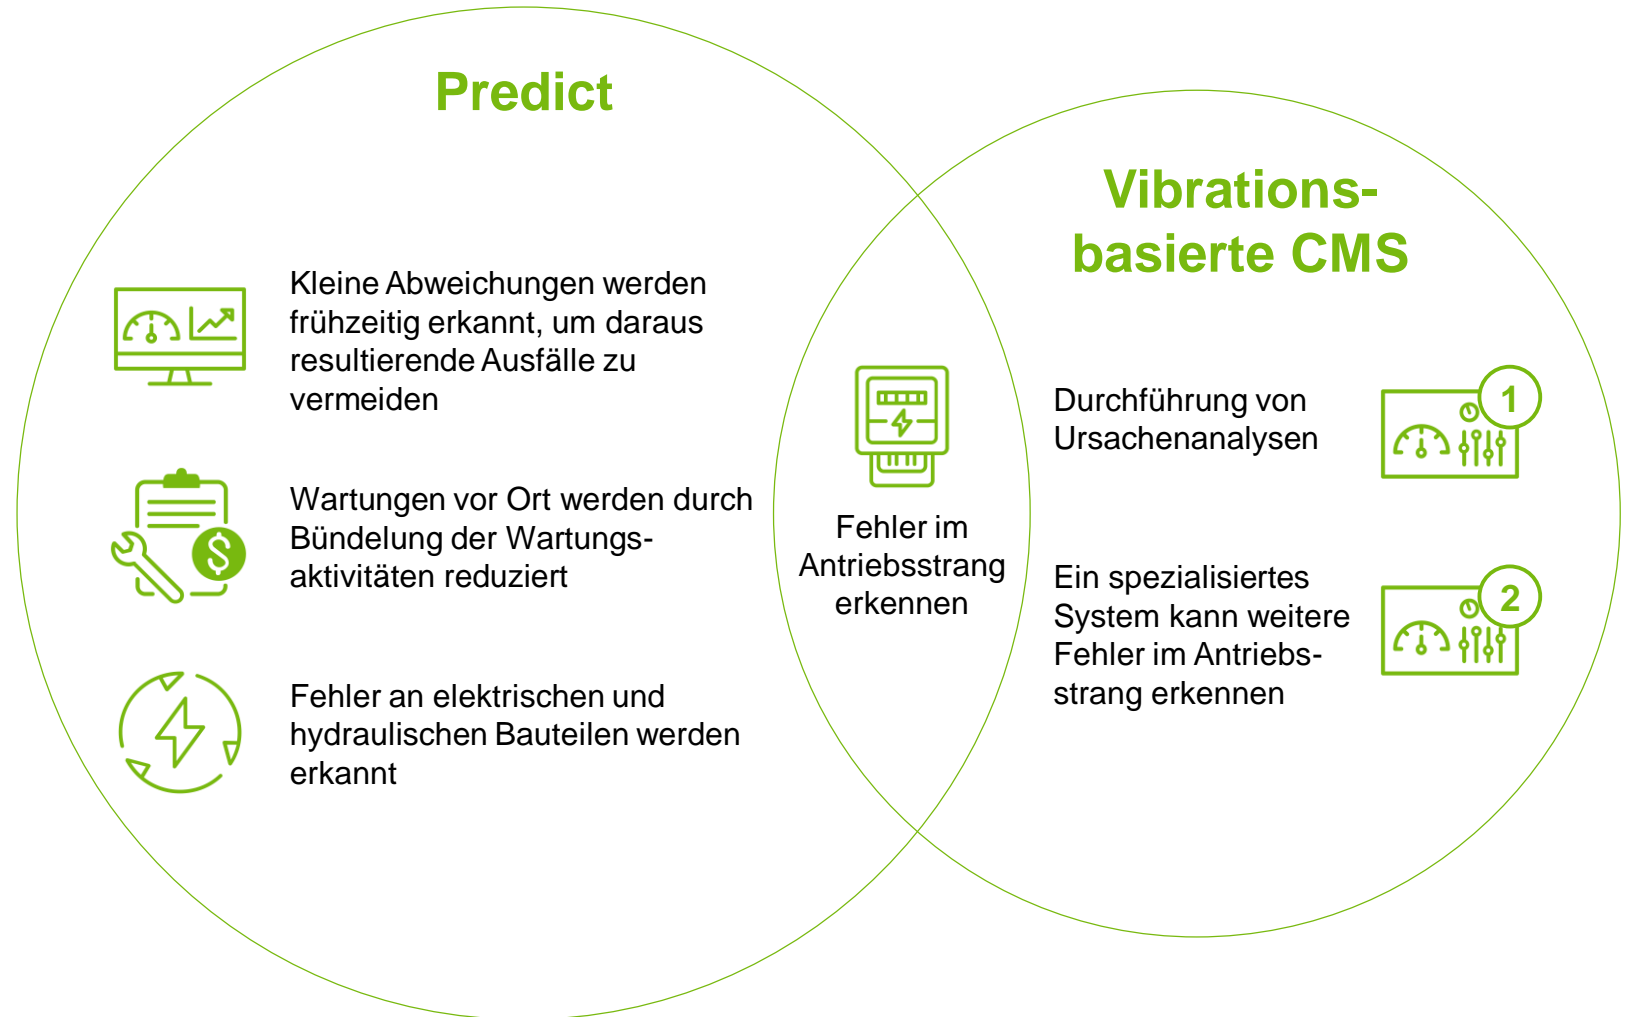 Predict
Kleine Abweichungen werden
frühzeitig erkannt, um daraus
resultierende Ausfälle zu
vermeiden
$
Wartungen vor Ort werden durch
Bündelung der Wartungs-
aktivitäten reduziert
Fehler an elektrischen und
hydraulischen Bauteilen werden
erkannt
Fehler im
Antriebsstrang
erkennen
Vibrations-
basierte CMS
Durchführung von
Ursachenanalysen
1
Ein spezialisiertes
System kann weitere
Fehler im Antriebs-
strang erkennen
2